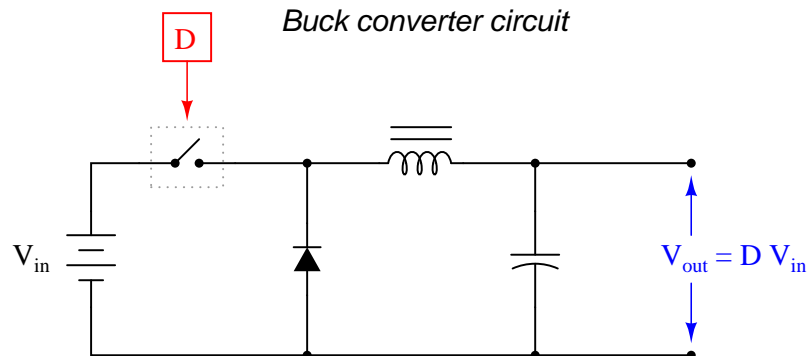 Buck converter circuit
D
V_in
V_out = D V_in